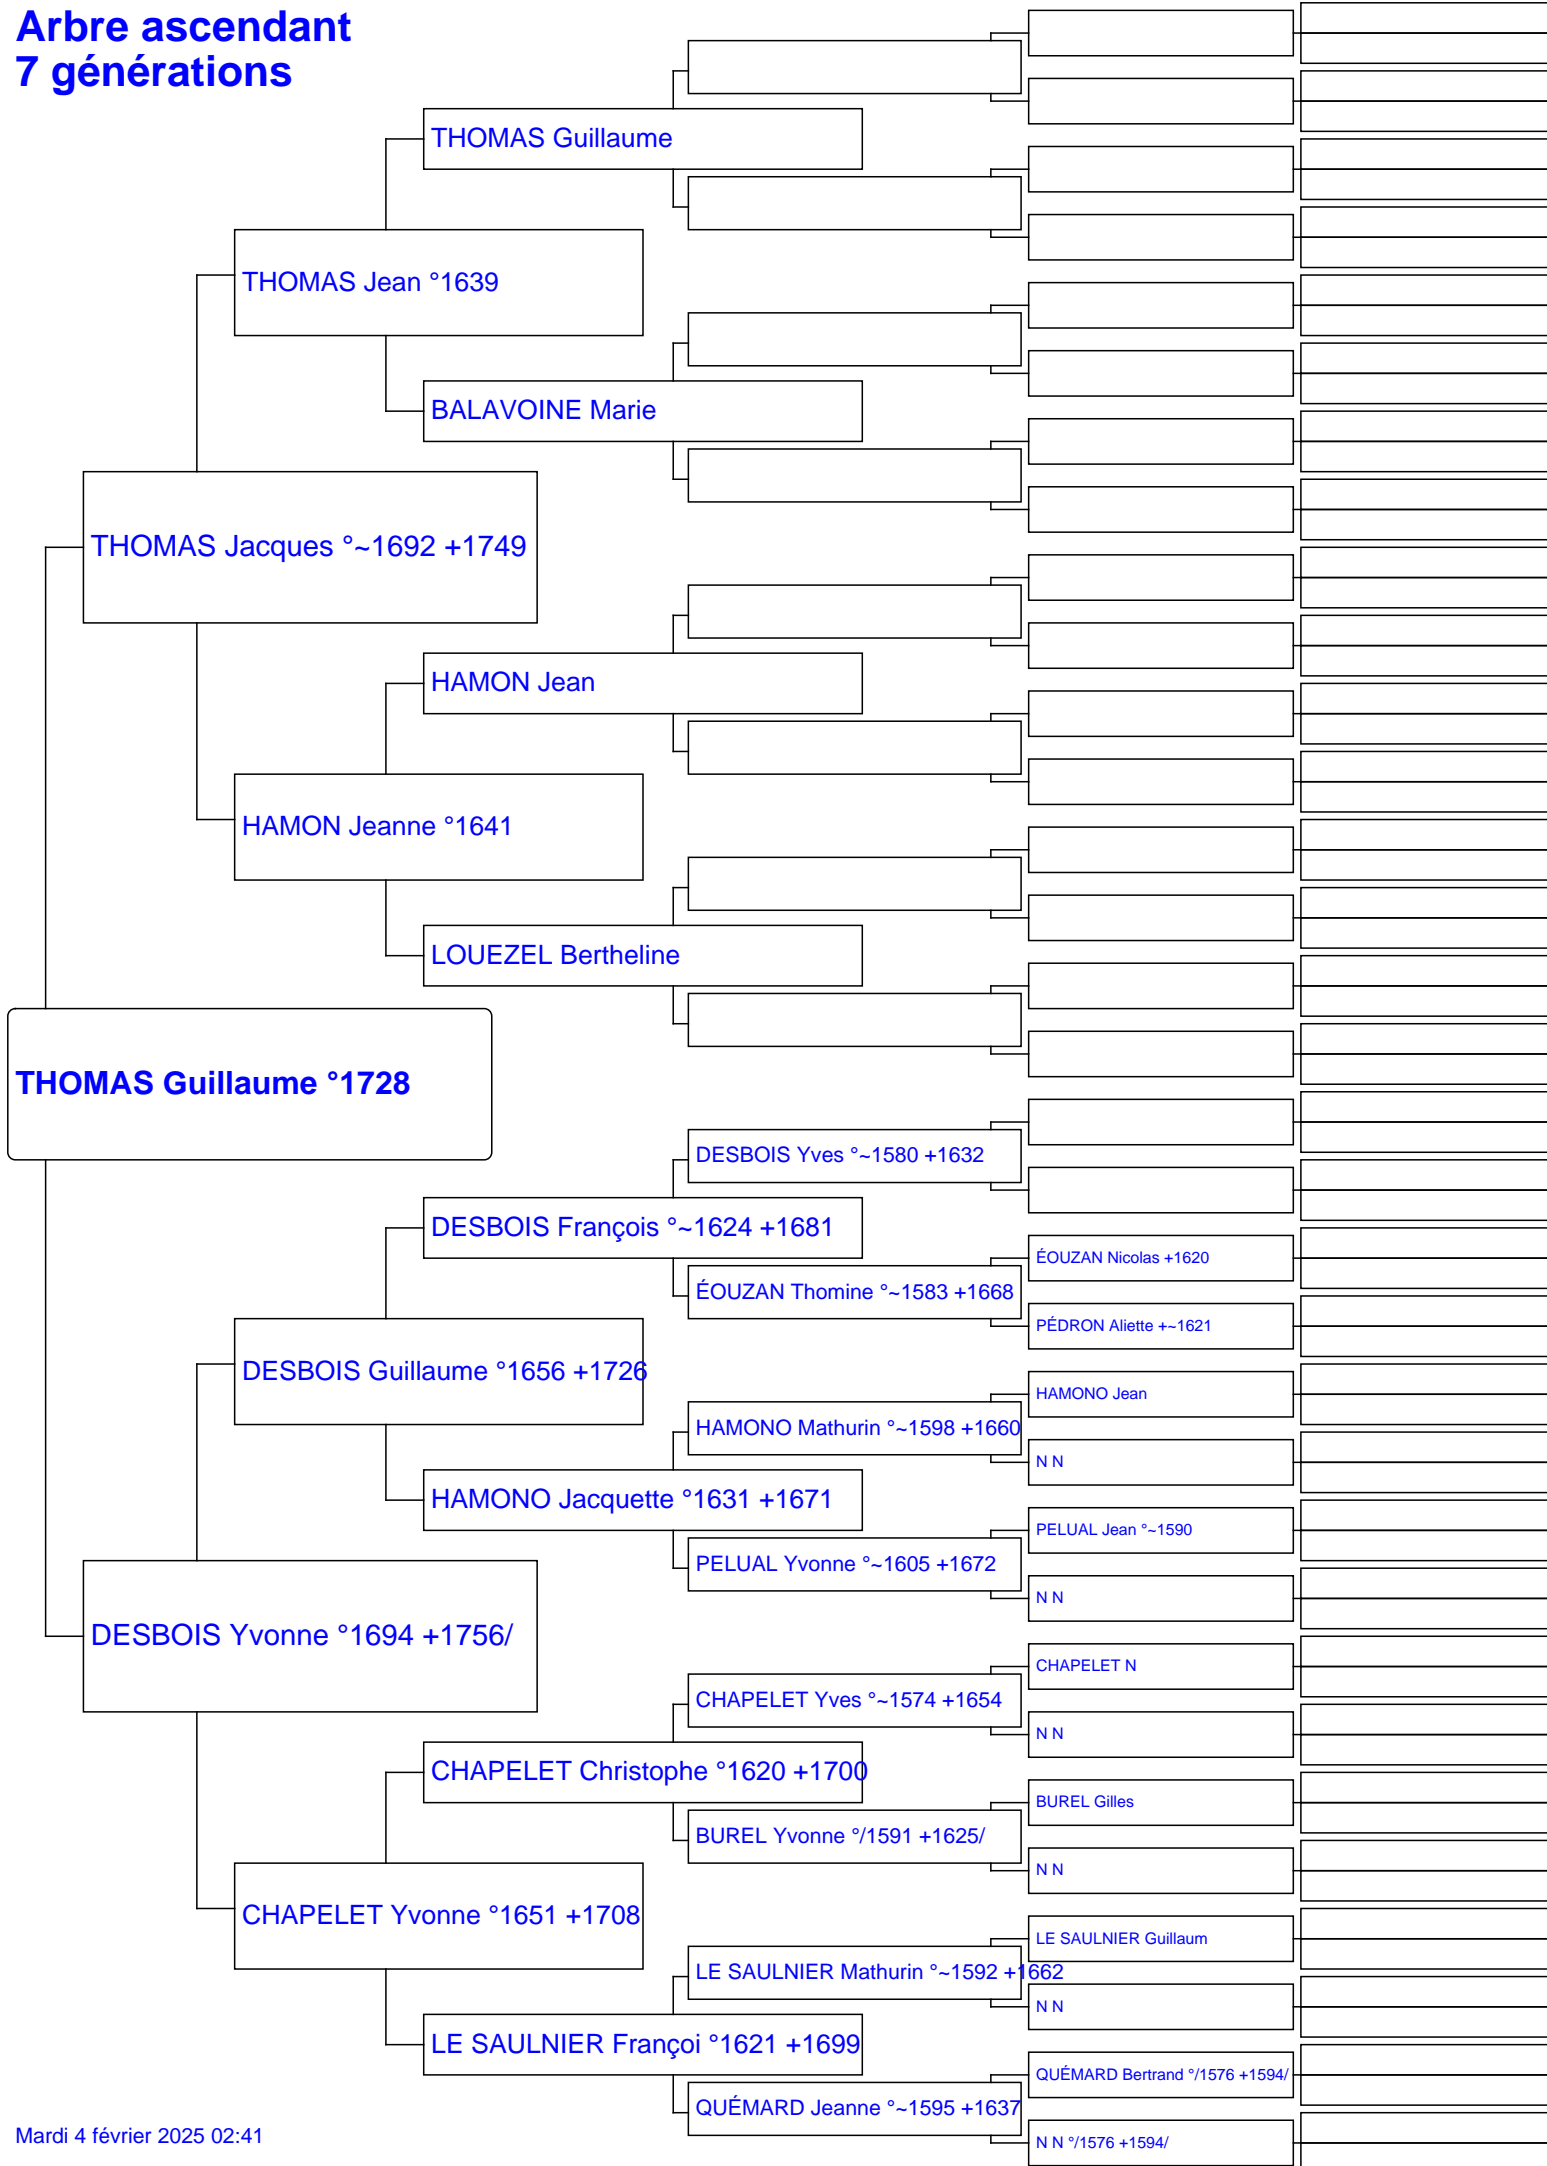 Arbre ascendant
7 générations
THOMAS Guillaume
THOMAS Jean °1639
BALAVOINE Marie
THOMAS Jacques °~1692 +1749
HAMON Jean
HAMON Jeanne °1641
LOUEZEL Bertheline
THOMAS Guillaume °1728
DESBOIS Yves °~1580 +1632
DESBOIS François °~1624 +1681
ÉOUZAN Nicolas +1620
ÉOUZAN Thomine °~1583 +1668
PÉDRON Aliette +~1621
DESBOIS Guillaume °1656 +1726
HAMONO Jean
HAMONO Mathurin °~1598 +1660
N N
HAMONO Jacquette °1631 +1671
PELUAL Jean °~1590
PELUAL Yvonne °~1605 +1672
N N
DESBOIS Yvonne °1694 +1756/
CHAPELET N
CHAPELET Yves °~1574 +1654
N N
CHAPELET Christophe °1620 +1700
BUREL Gilles
BUREL Yvonne °/1591 +1625/
N N
CHAPELET Yvonne °1651 +1708
LE SAULNIER Guillaum
LE SAULNIER Mathurin °~1592 +1662
N N
LE SAULNIER Françoi °1621 +1699
QUÉMARD Bertrand °/1576 +1594/
QUÉMARD Jeanne °~1595 +1637
N N °/1576 +1594/
Mardi 4 février 2025 02:41